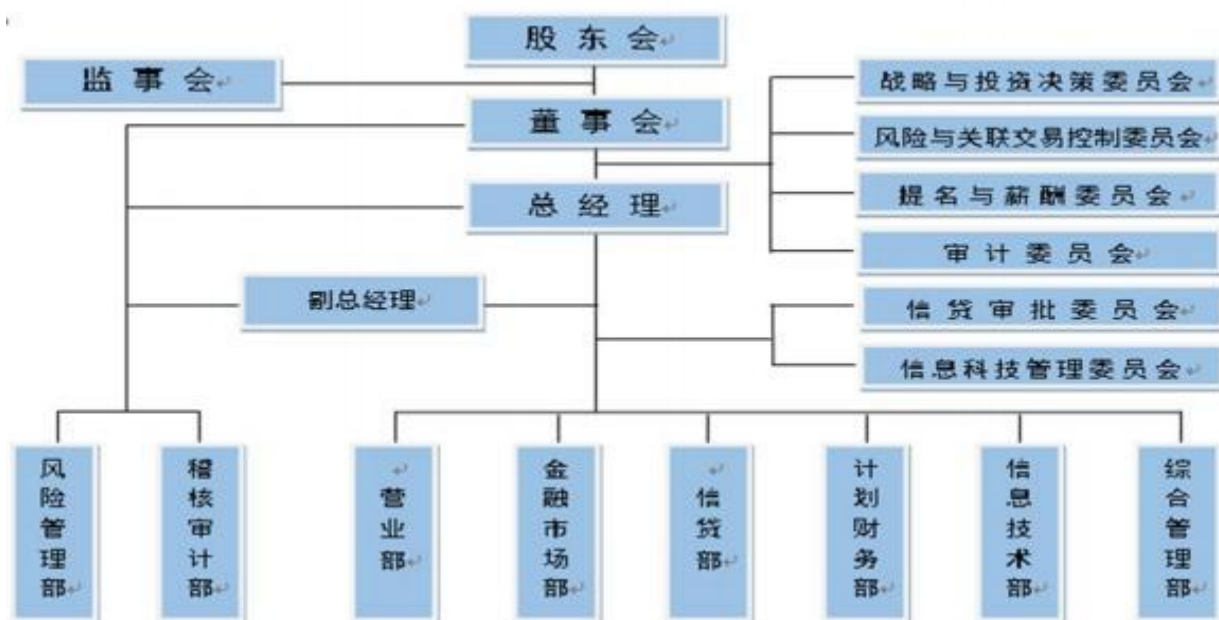 股东会
监事会
战略与投资决策委员会
董事会
风险与关联交易控制委员会
提名与薪酬委员会
总经理
审计委员会
副总经理
信贷审批委员会
信息科技管理委员会
风险管理部
稽核审计部
营业部
金融市场部
信贷部
计划财务部
信息技术部
综合管理部